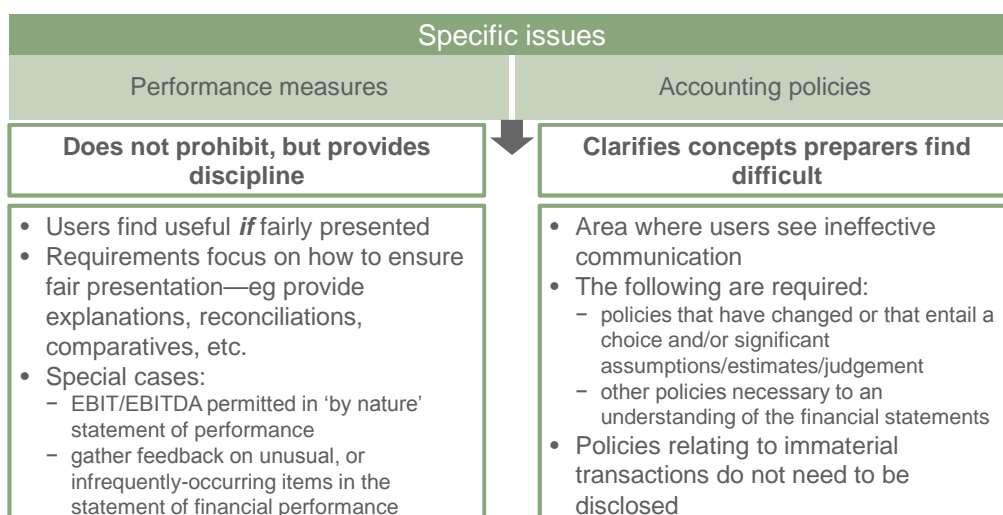 Specific issues
Performance measures
Accounting policies
Does not prohibit, but provides
discipline
• Users find useful if fairly presented
• Requirements focus on how to ensure
fair presentation—eg provide
explanations, reconciliations,
comparatives, etc.
• Special cases:
− EBIT/EBITDA permitted in ‘by nature’
statement of performance
− gather feedback on unusual, or
infrequently-occurring items in the
statement of financial performance
Clarifies concepts preparers find
difficult
• Area where users see ineffective
communication
• The following are required:
− policies that have changed or that entail a
choice and/or significant
assumptions/estimates/judgement
− other policies necessary to an
understanding of the financial statements
• Policies relating to immaterial
transactions do not need to be
disclosed